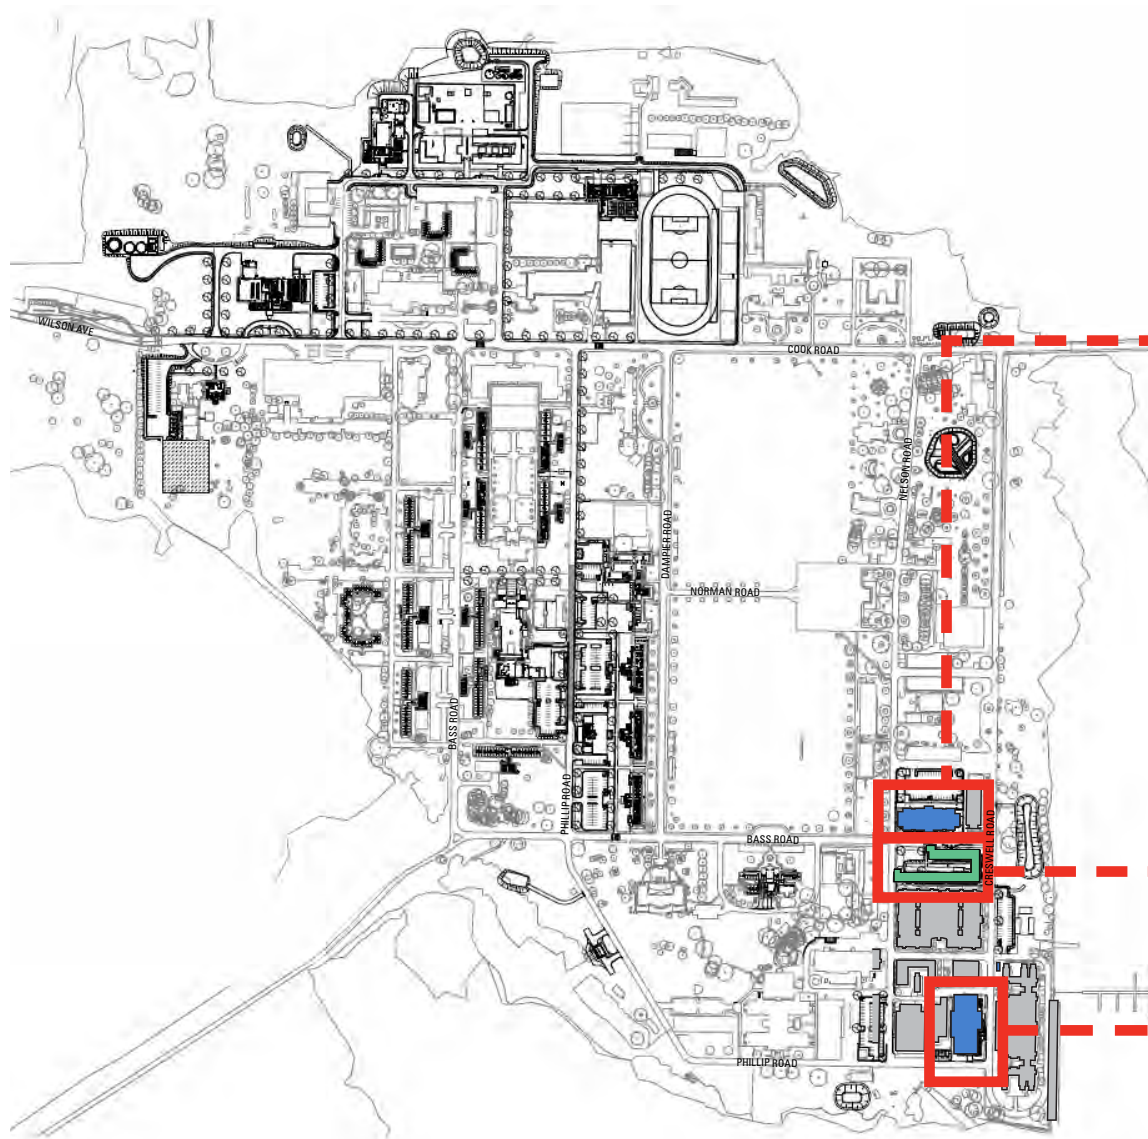 WILSON AVE
COOK ROAD
NELSON ROAD
DAMPIER ROAD
NORMAN ROAD
BASS ROAD
PHILLIP ROAD
BASS ROAD
CRESWELL ROAD
PHILLIP ROAD